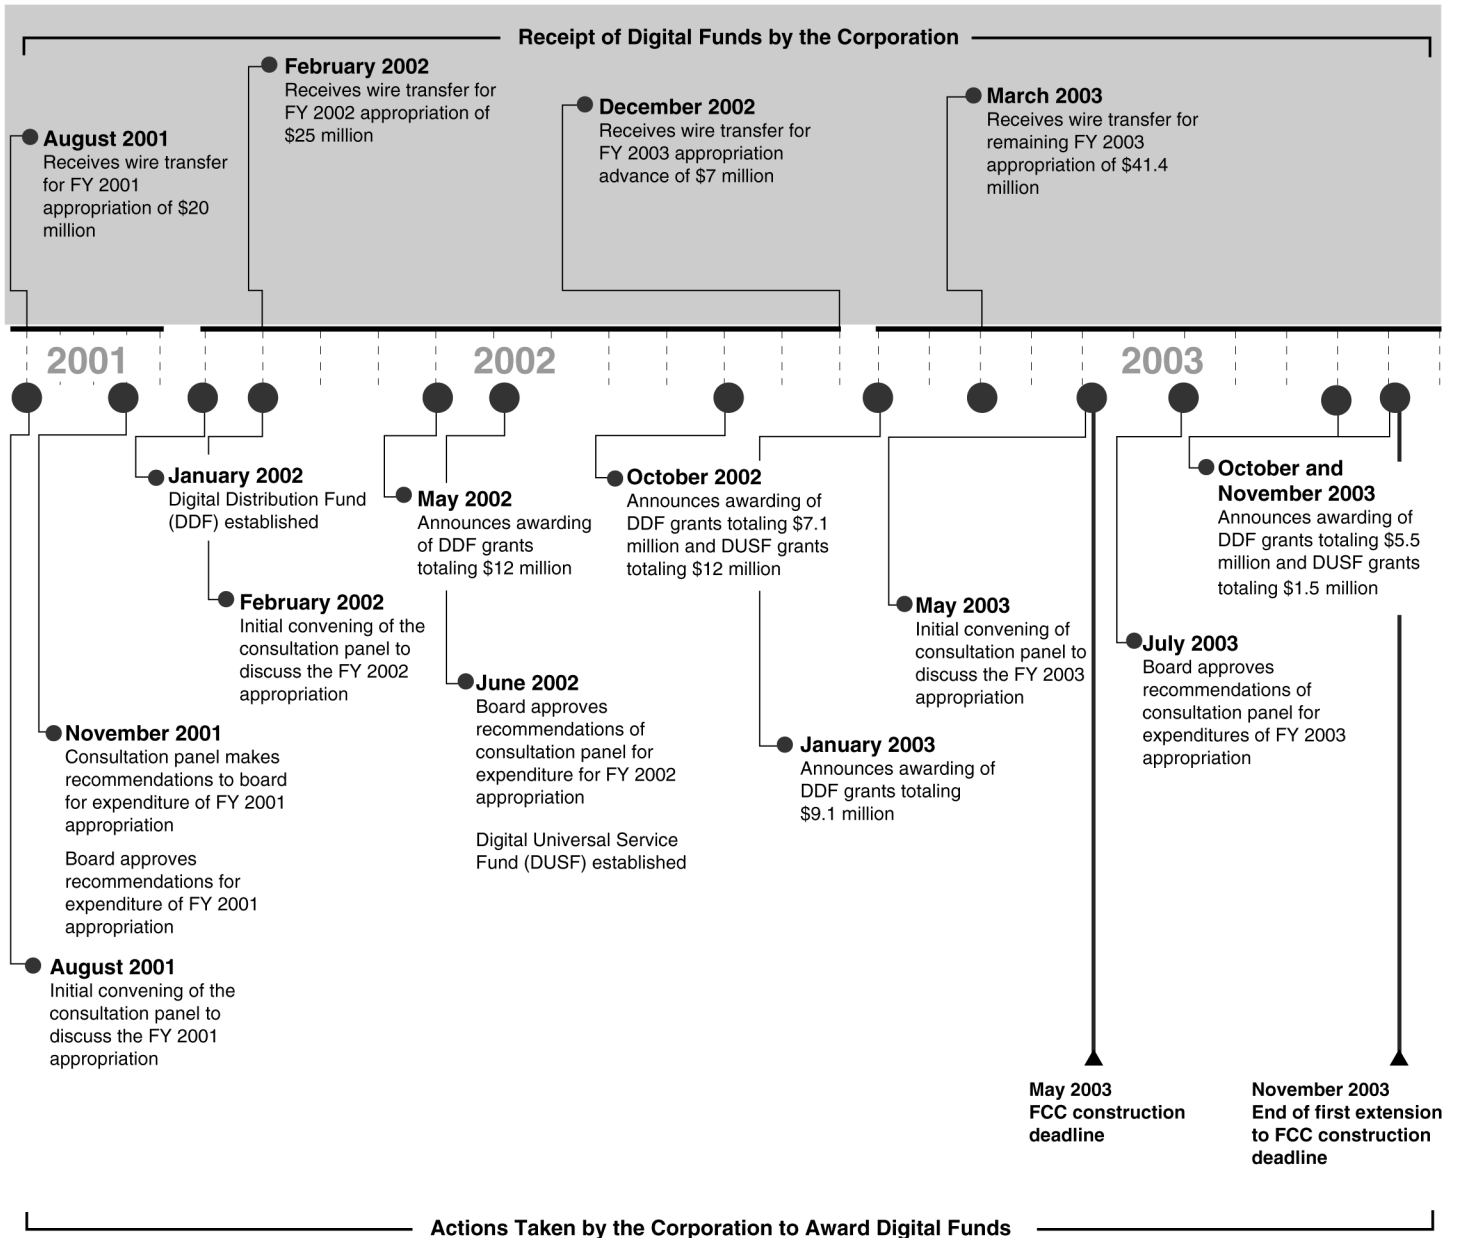 Receipt of Digital Funds by the Corporation
August 2001
Receives wire transfer
for FY 2001
appropriation of $20
million
February 2002
Receives wire transfer for
FY 2002 appropriation of
$25 million
December 2002
Receives wire transfer for
FY 2003 appropriation
advance of $7 million
March 2003
Receives wire transfer for
remaining FY 2003
appropriation of $41.4
million
2001
2002
2003
January 2002
Digital Distribution Fund
(DDF) established
February 2002
Initial convening of the
consultation panel to
discuss the FY 2002
appropriation
November 2001
Consultation panel makes
recommendations to board
for expenditure of FY 2001
appropriation
Board approves
recommendations for
expenditure of FY 2001
appropriation
August 2001
Initial convening of the
consultation panel to
discuss the FY 2001
appropriation
May 2002
Announces awarding
of DDF grants
totaling $12 million
June 2002
Board approves
recommendations of
consultation panel for
expenditure for FY 2002
appropriation
Digital Universal Service
Fund (DUSF) established
October 2002
Announces awarding of
DDF grants totaling $7.1
million and DUSF grants
totaling $12 million
January 2003
Announces awarding of
DDF grants totaling
$9.1 million
May 2003
Initial convening of
consultation panel to
discuss the FY 2003
appropriation
July 2003
Board approves
recommendations of
consultation panel for
expenditures of FY 2003
appropriation
October and
November 2003
Announces awarding of
DDF grants totaling $5.5
million and DUSF grants
totaling $1.5 million
May 2003
FCC construction
deadline
November 2003
End of first extension
to FCC construction
deadline
Actions Taken by the Corporation to Award Digital Funds